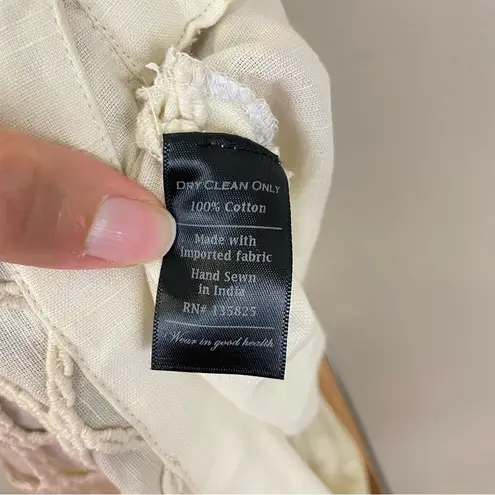 DRY CLEAN ONLY
100% Cotton
Made with
imported fabric
Hand Sewn
in India
RN# 135825
Wear in good health